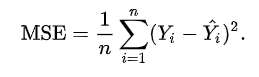 MSE = \frac{1}{n} \sum_{i=1}^{n} (Y_i - \hat{Y}_i)^2.